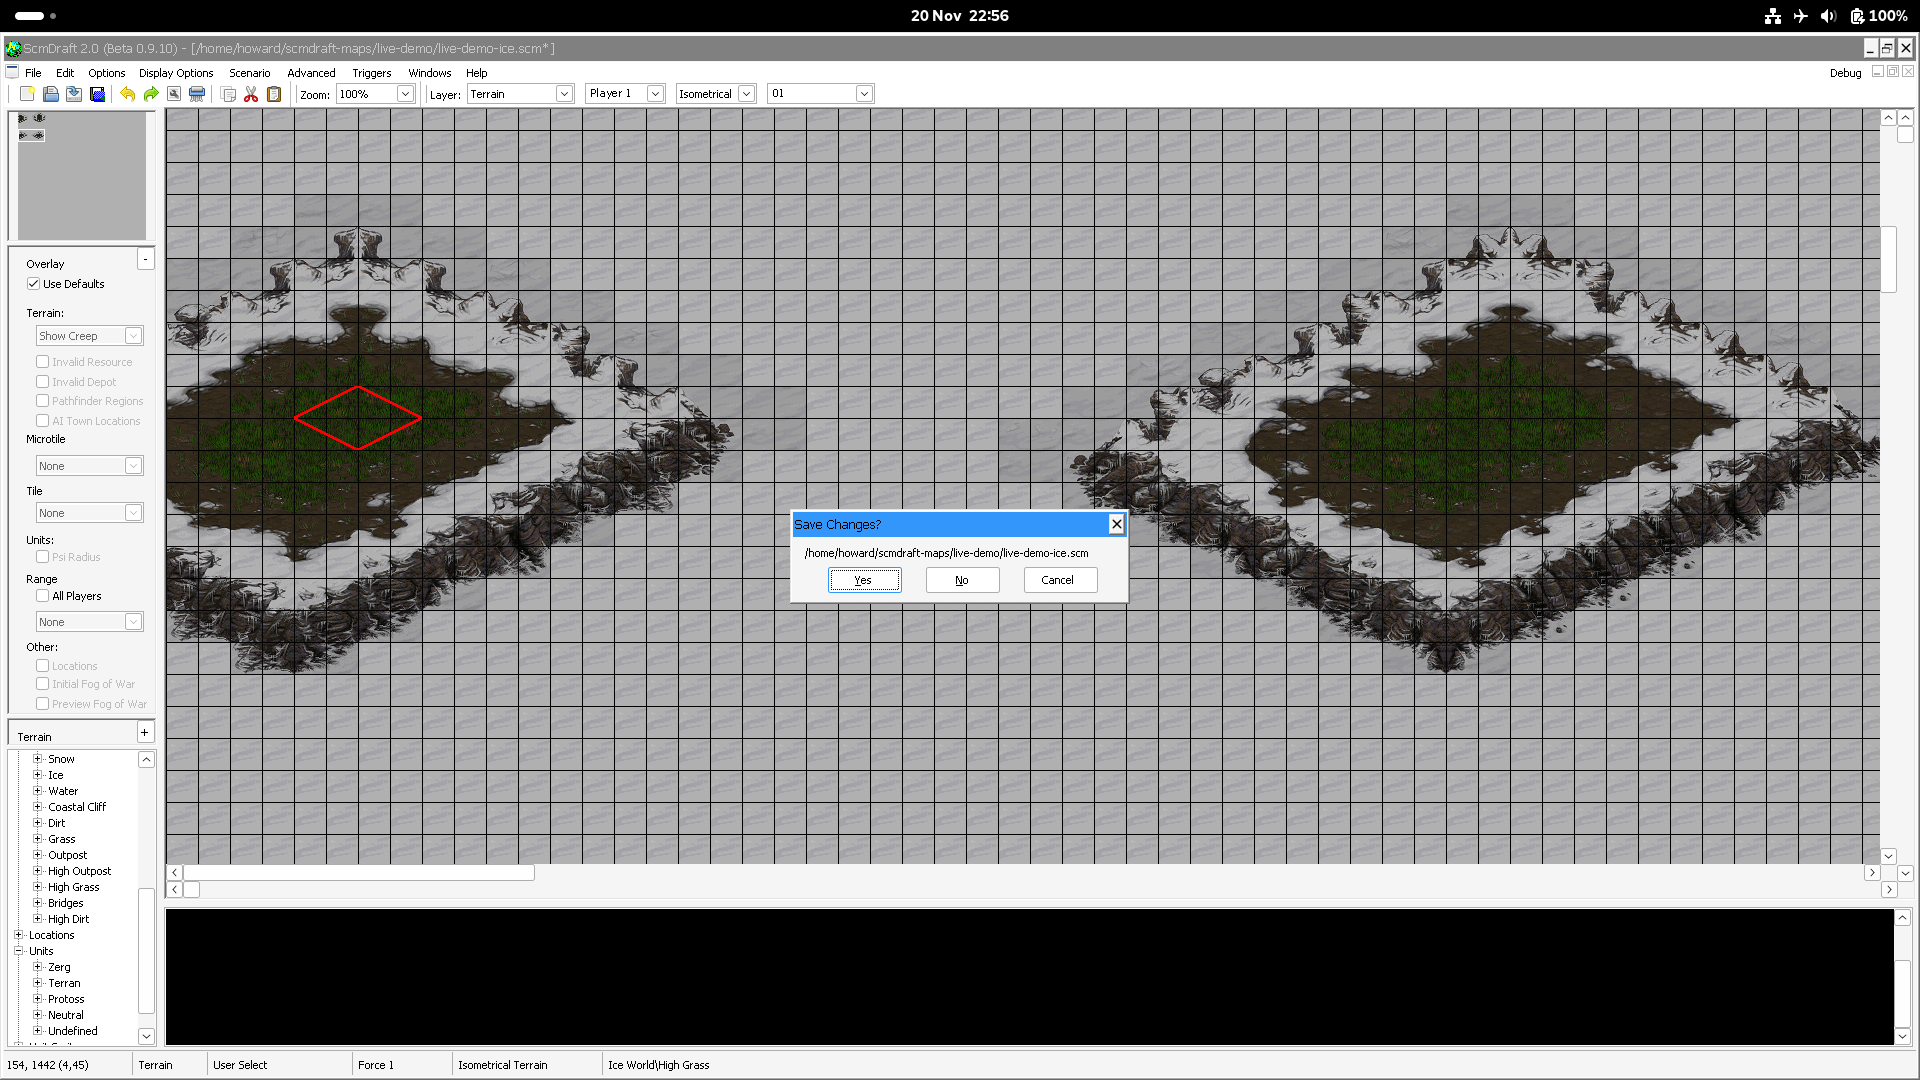 20 Nov 22:56
100%
ScmDraft 2.0 (Beta 0.9.10) - [/home/howard/scmdraft-maps/live-demo/live-demo-ice.scm*]
File Edit Options Display Options Scenario Advanced Triggers Windows Help Debug
Zoom: 100% Layer: Terrain Player 1 Isometrical 01
Overlay -
Use Defaults
Terrain:
Show Creep
Invalid Resource
Invalid Depot
Pathfinder Regions
AI Town Locations
Microtile
None
Tile
None
Units:
Psi Radius
Range
All Players
None
Other:
Locations
Initial Fog of War
Preview Fog of War
Terrain +
Snow
Ice
Water
Coastal Cliff
Dirt
Grass
Outpost
High Outpost
High Grass
Bridges
High Dirt
Locations
Units
Zerg
Terran
Protoss
Neutral
Undefined
Save Changes?
/home/howard/scmdraft-maps/live-demo/live-demo-ice.scm
Yes No Cancel
154, 1442 (4,45) Terrain User Select Force 1 Isometrical Terrain Ice World\High Grass